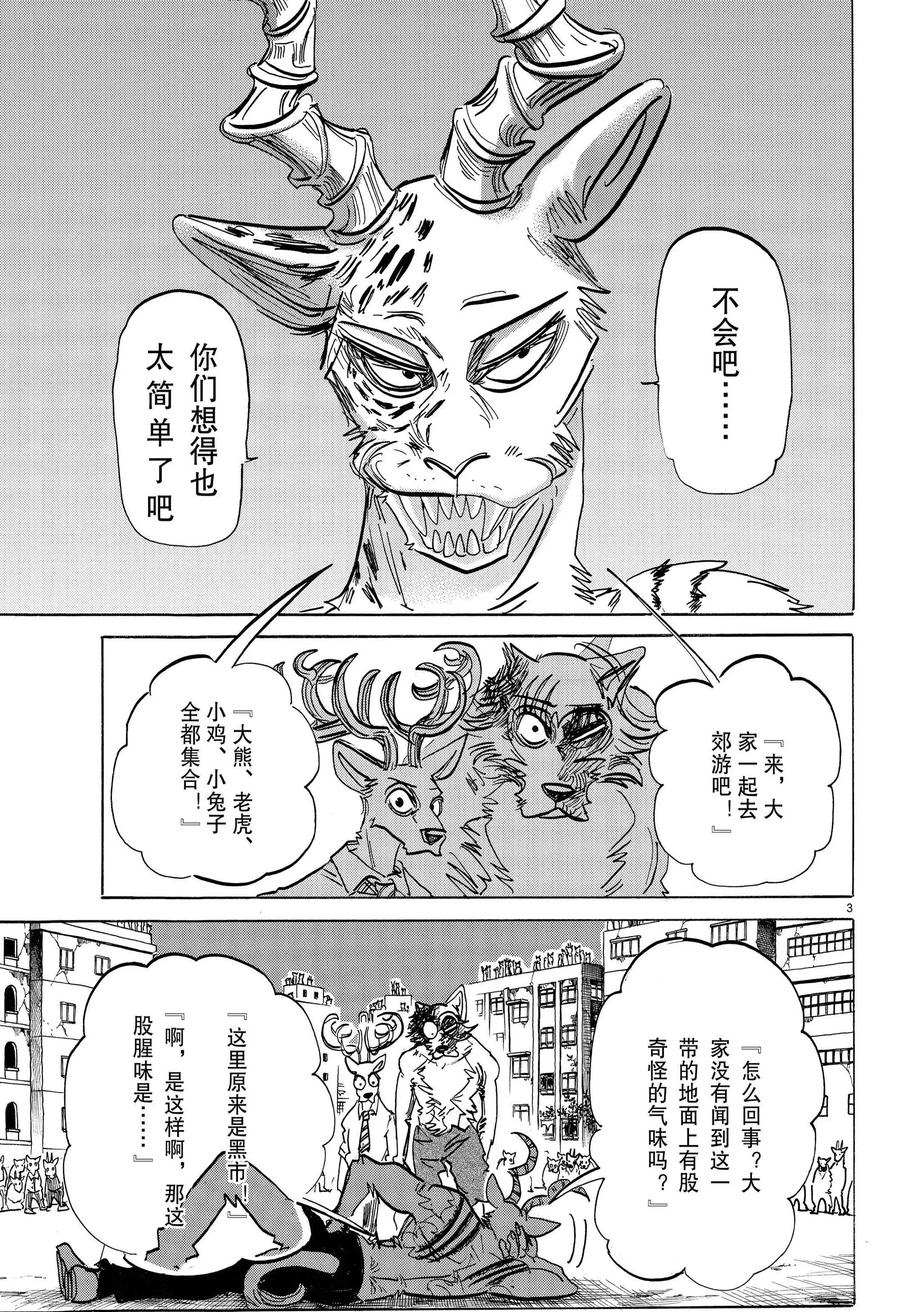 不会吧……
你们想得也
太简单了吧
『来，大
家一起去
郊游吧！』
『大熊、老虎、
小鸡、小兔子
全都集合！』
3
『怎么回事？大
家没有闻到这一
带的地面上有股
奇怪的气味吗？』
『这里原来是黑市！』
『啊，是这样啊，那这
股腥味是……』